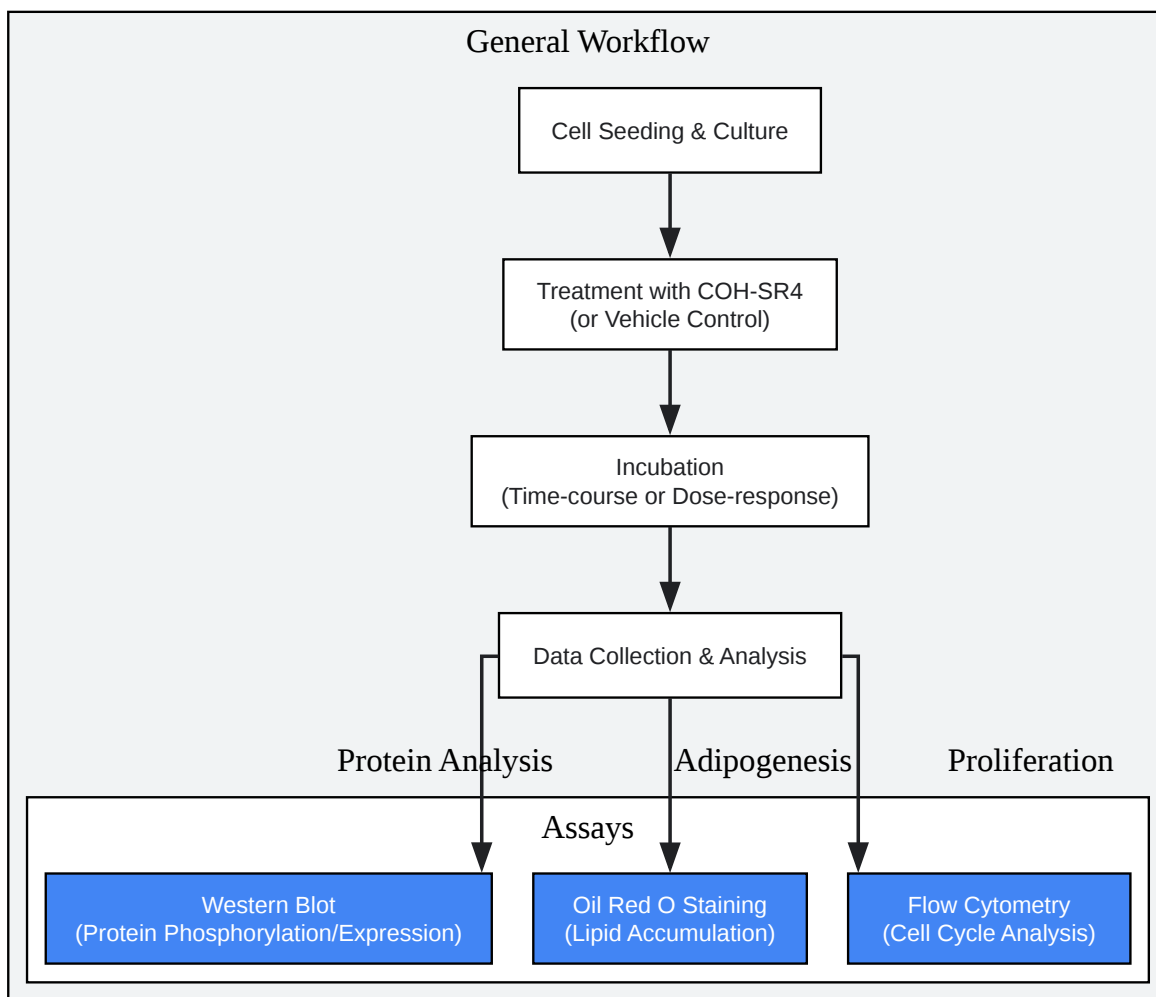 General Workflow
Cell Seeding & Culture
Treatment with COH-SR4
(or Vehicle Control)
Incubation
(Time-course or Dose-response)
Data Collection & Analysis
Protein Analysis
Adipogenesis
Proliferation
Assays
Western Blot
(Protein Phosphorylation/Expression)
Oil Red O Staining
(Lipid Accumulation)
Flow Cytometry
(Cell Cycle Analysis)